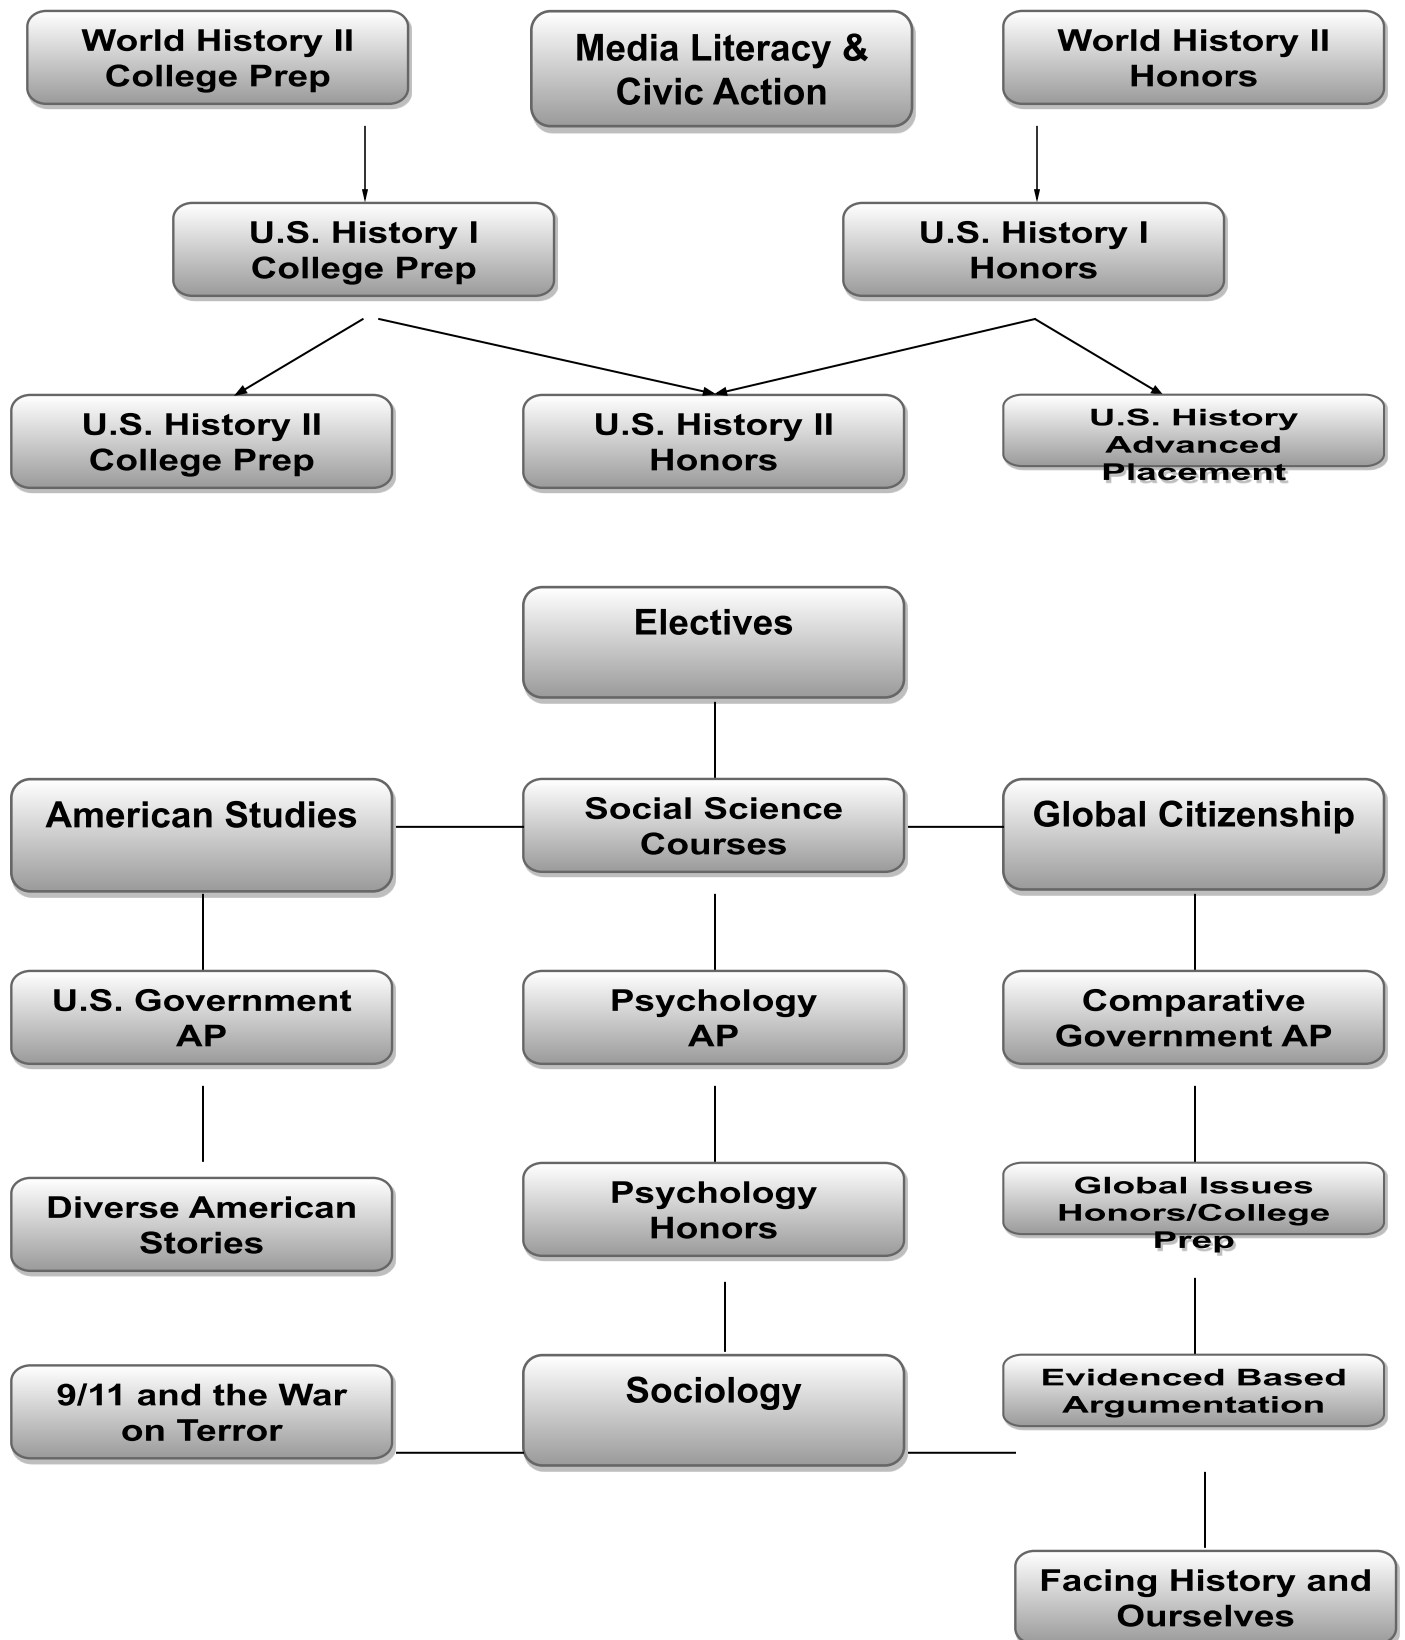 World History II
College Prep
Media Literacy &
Civic Action
World History II
Honors
U.S. History I
College Prep
U.S. History I
Honors
U.S. History II
College Prep
U.S. History II
Honors
U.S. History
Advanced
Placement
Electives
American Studies
Social Science
Courses
Global Citizenship
U.S. Government
AP
Psychology
AP
Comparative
Government AP
Diverse American
Stories
Psychology
Honors
Global Issues
Honors/College
Prep
9/11 and the War
on Terror
Sociology
Evidenced Based
Argumentation
Facing History and
Ourselves